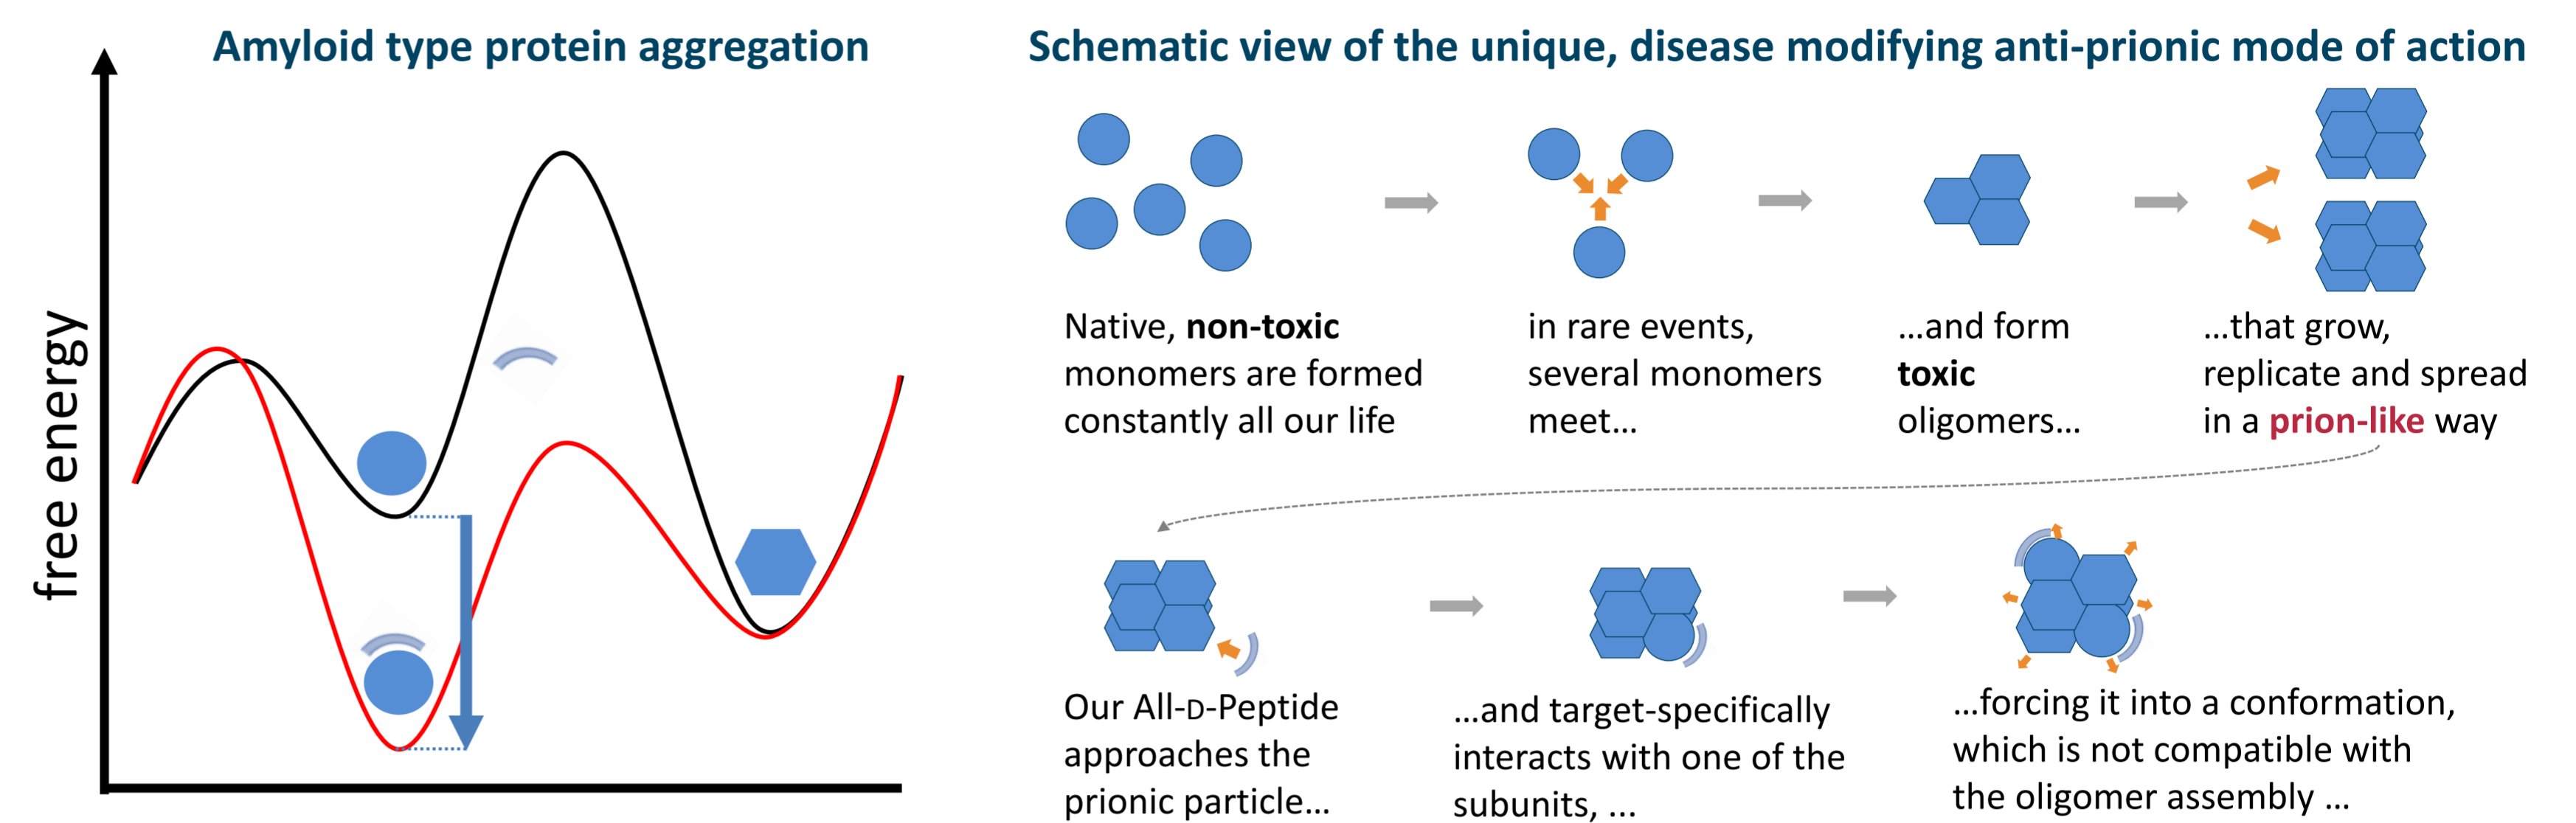 Amyloid type protein aggregation
free energy
Schematic view of the unique, disease modifying anti-prionic mode of action
Native, non-toxic
monomers are formed
constantly all our life
in rare events,
several monomers
meet...
...and form
toxic
oligomers...
...that grow,
replicate and spread
in a prion-like way
Our All-D-Peptide
approaches the
prionic particle...
...and target-specifically
interacts with one of the
subunits, ...
...forcing it into a conformation,
which is not compatible with
the oligomer assembly ...